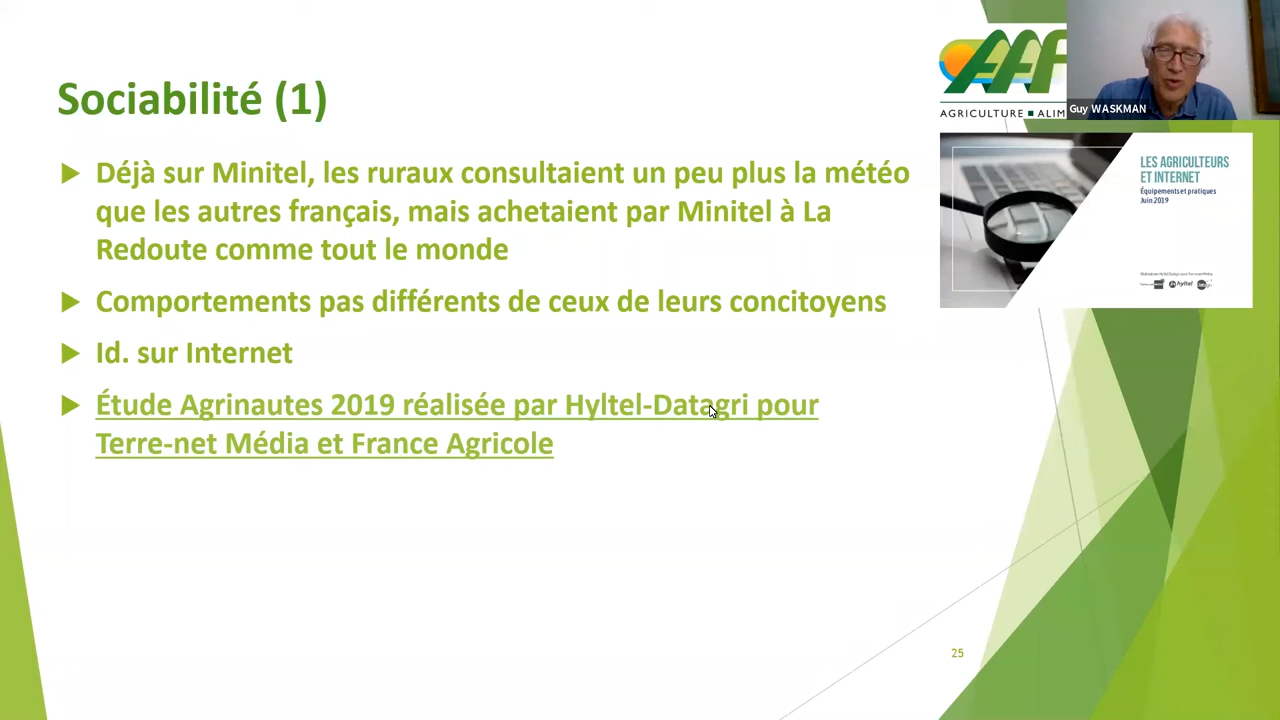 Sociabilité (1)
Déjà sur Minitel, les ruraux consultaient un peu plus la météo
que les autres français, mais achetaient par Minitel à La
Redoute comme tout le monde
Comportements pas différents de ceux de leurs concitoyens
Id. sur Internet
Étude Agrinautes 2019 réalisée par Hyltel-Datagri pour
Terre-net Média et France Agricole
AAF
AGRICULTURE ■ ALIM
Guy WASKMAN
LES AGRICULTEURS
ET INTERNET
Équipements et pratiques
Juin 2019
hyltel
25